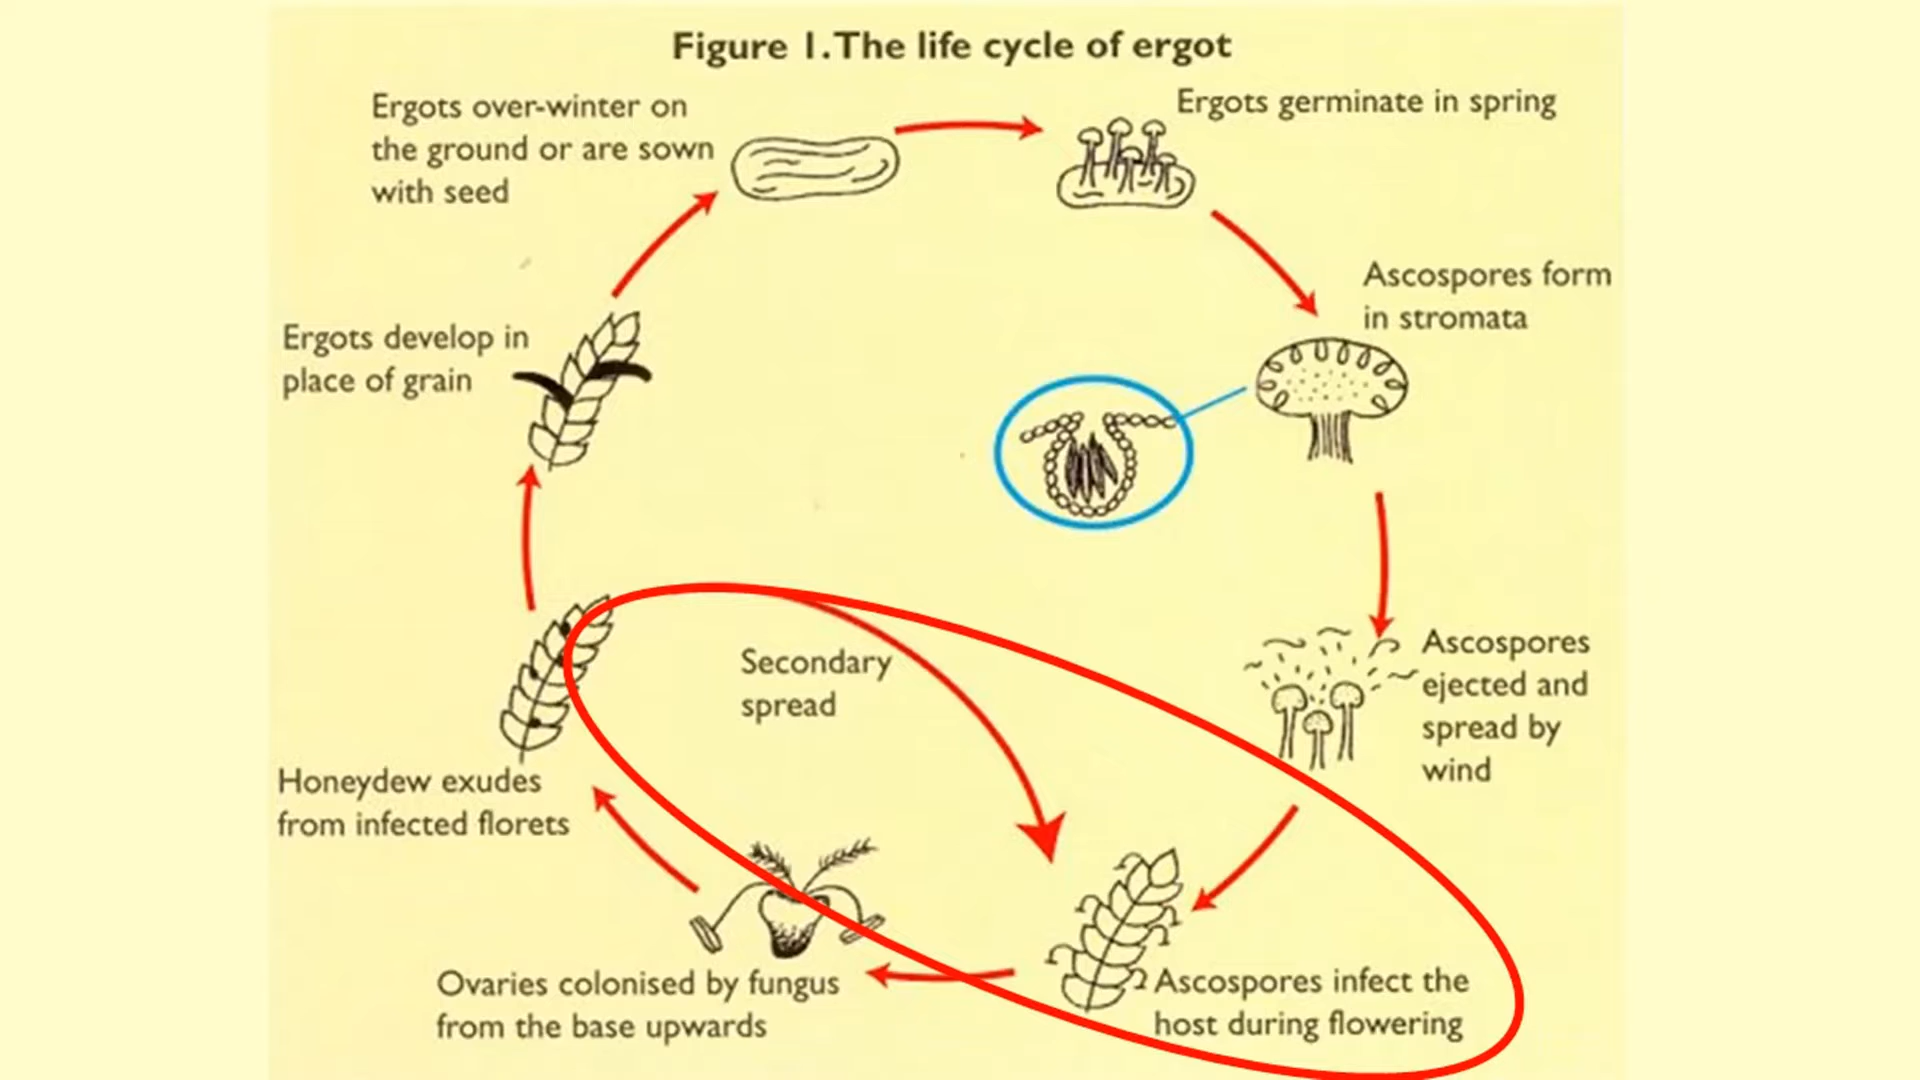 Figure 1. The life cycle of ergot
Ergots over-winter on
the ground or are sown
with seed
Ergots germinate in spring
Ascospores form
in stromata
Ascospores
ejected and
spread by
wind
Ascospores infect the
host during flowering
Ovaries colonised by fungus
from the base upwards
Honeydew exudes
from infected florets
Secondary
spread
Ergots develop in
place of grain